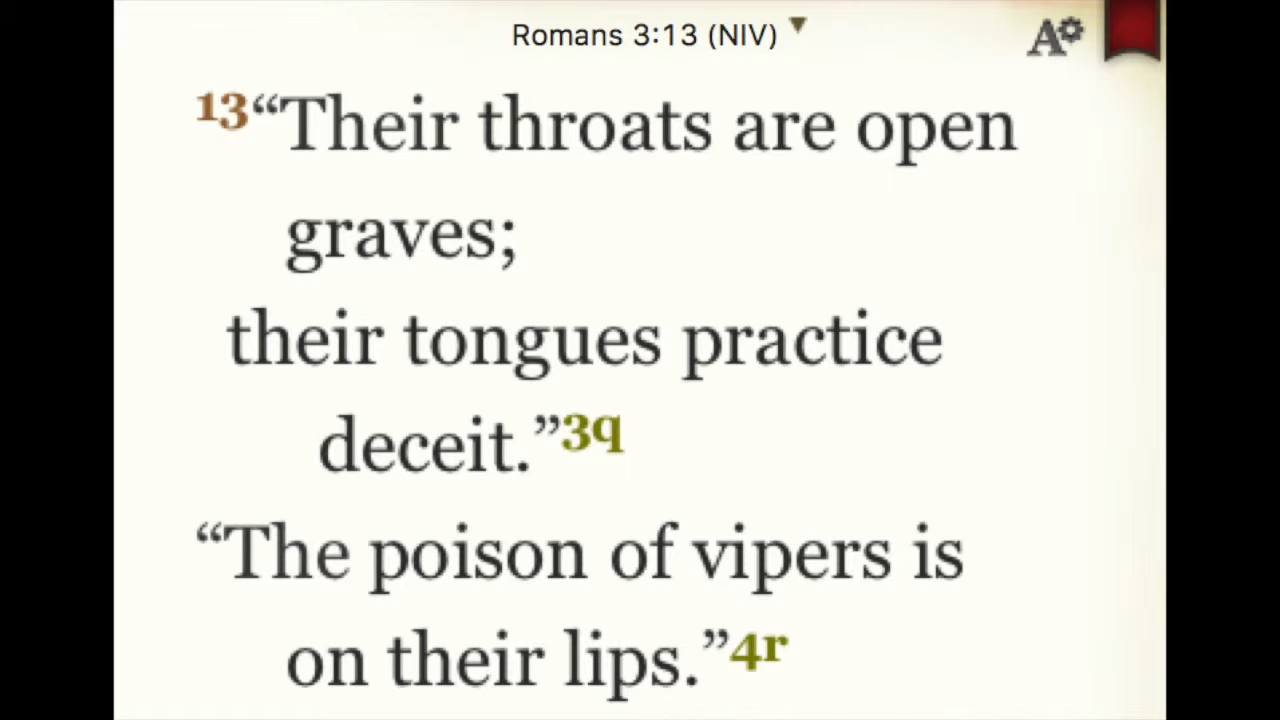 Romans 3:13 (NIV)
A
13“Their throats are open
graves;
their tongues practice
deceit.”3q
“The poison of vipers is
on their lips.”4r